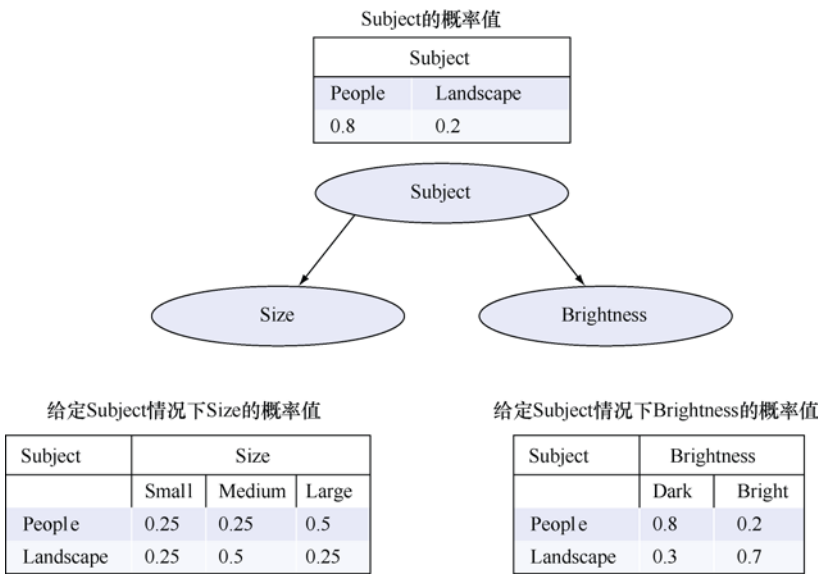 Subject的概率值
Subject
People Landscape
0.8 0.2
Subject
Size Brightness
给定Subject情况下Size的概率值
Subject Size
Small Medium Large
People 0.25 0.25 0.5
Landscape 0.25 0.5 0.25
给定Subject情况下Brightness的概率值
Subject Brightness
Dark Bright
People 0.8 0.2
Landscape 0.3 0.7